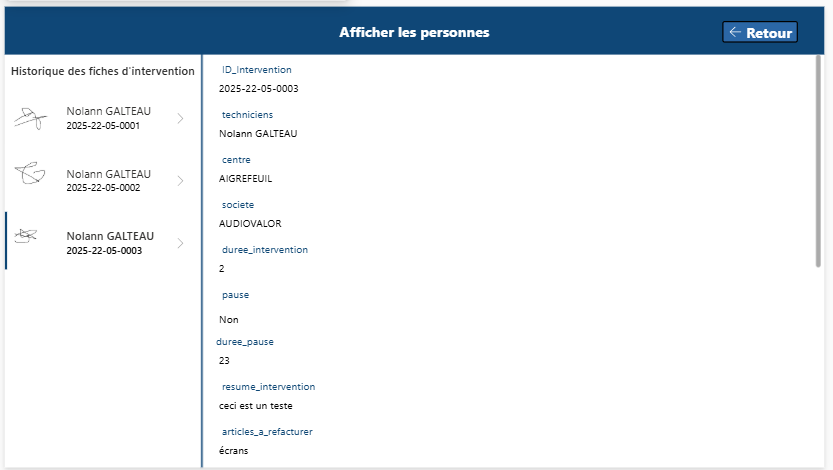 Afficher les personnes
← Retour
Historique des fiches d'intervention
Nolann GALTEAU
2025-22-05-0001
Nolann GALTEAU
2025-22-05-0002
Nolann GALTEAU
2025-22-05-0003
ID_Intervention
2025-22-05-0003
techniciens
Nolann GALTEAU
centre
AIGREFEUIL
societe
AUDIOVALOR
duree_intervention
2
pause
Non
duree_pause
23
resume_intervention
ceci est un teste
articles_a_refacturer
écrans